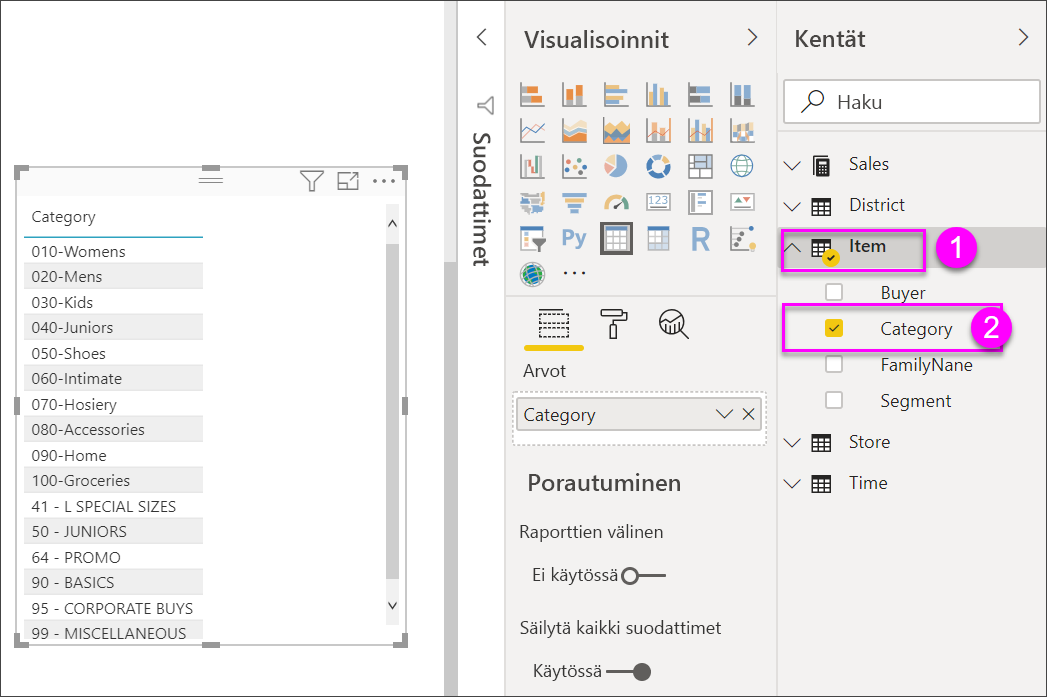 Category
010-Womens
020-Mens
030-Kids
040-Juniors
050-Shoes
060-Intimate
070-Hosiery
080-Accessories
090-Home
100-Groceries
41 - L SPECIAL SIZES
50 - JUNIORS
64 - PROMO
90 - BASICS
95 - CORPORATE BUYS
99 - MISCELLANEOUS
Suodattimet
Visualisoinnit
123
Py
R
Arvot
Category
Porautuminen
Raporttien välinen
Ei käytössä
Säilytä kaikki suodattimet
Käytössä
Kentät
Haku
Sales
District
Item
1
Buyer
Category
2
FamilyNane
Segment
Store
Time